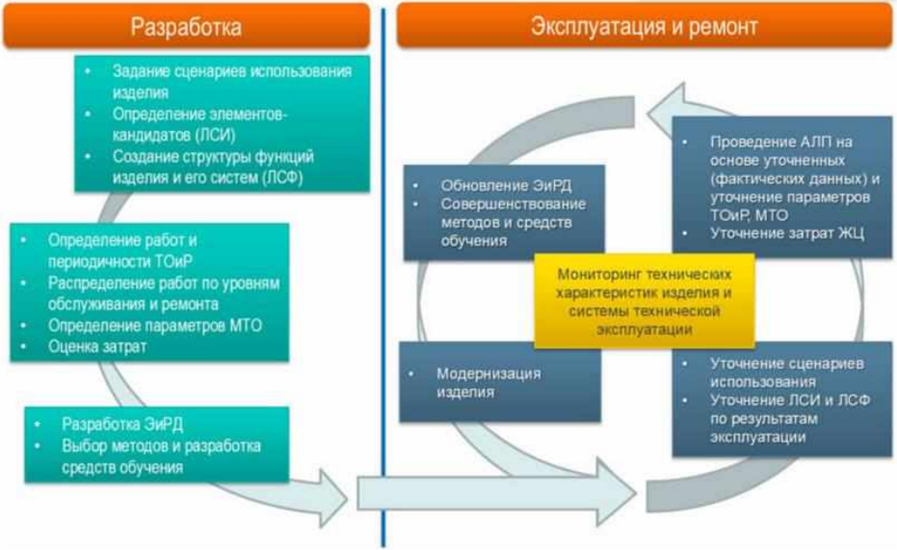 Разработка
• Задание сценариев использования
изделия
• Определение элементов-
кандидатов (ЛСИ)
• Создание структуры функций
изделия и его систем (ЛСФ)
• Определение работ и
периодичности ТОиР
• Распределение работ по уровням
обслуживания и ремонта
• Определение параметров МТО
• Оценка затрат
• Разработка ЭиРД
• Выбор методов и разработка
средств обучения
Эксплуатация и ремонт
• Обновление ЭиРД
• Совершенствование
методов и средств
обучения
• Проведение АЛП на
основе уточненных
(фактических данных) и
уточнение параметров
ТОиР, МТО
• Уточнение затрат ЖЦ
Мониторинг технических
характеристик изделия и
системы технической
эксплуатации
• Модернизация
изделия
• Уточнение сценариев
использования
• Уточнение ЛСИ и ЛСФ
по результатам
эксплуатации